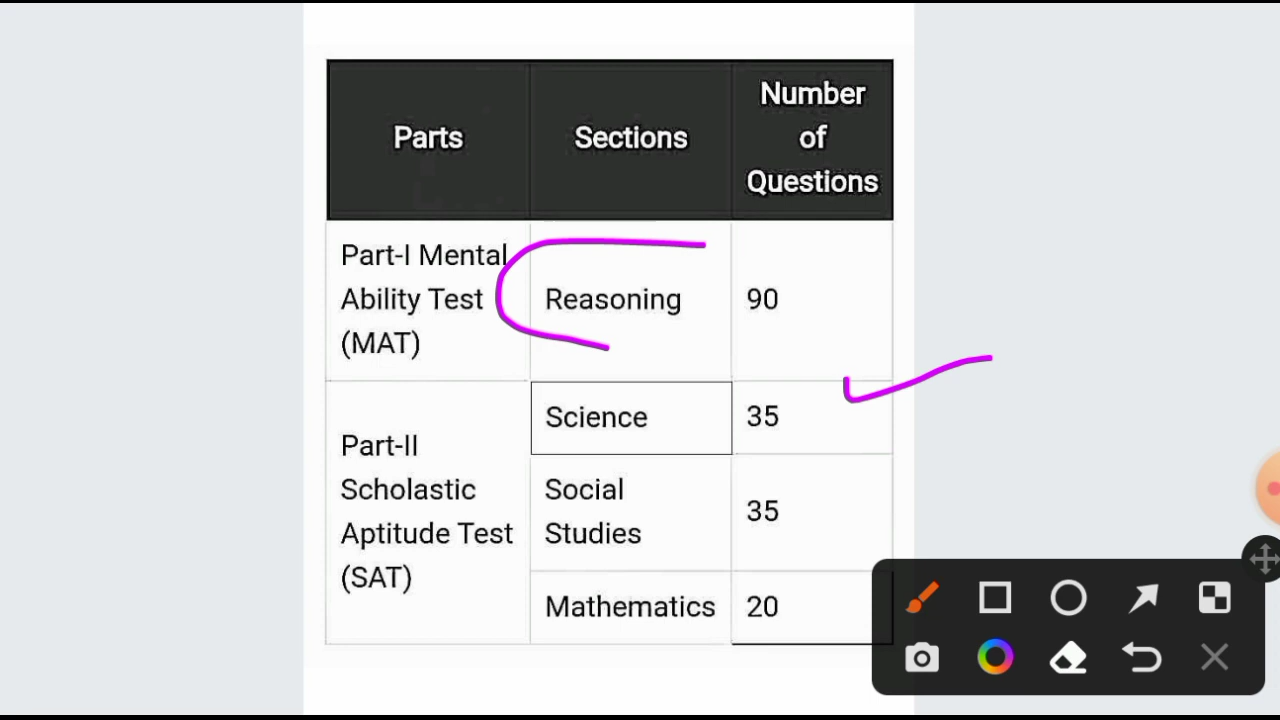 Parts
Sections
Number
of
Questions
Part-I Mental
Ability Test
(MAT)
Reasoning
90
Part-II
Scholastic
Aptitude Test
(SAT)
Science
35
Social
Studies
35
Mathematics
20